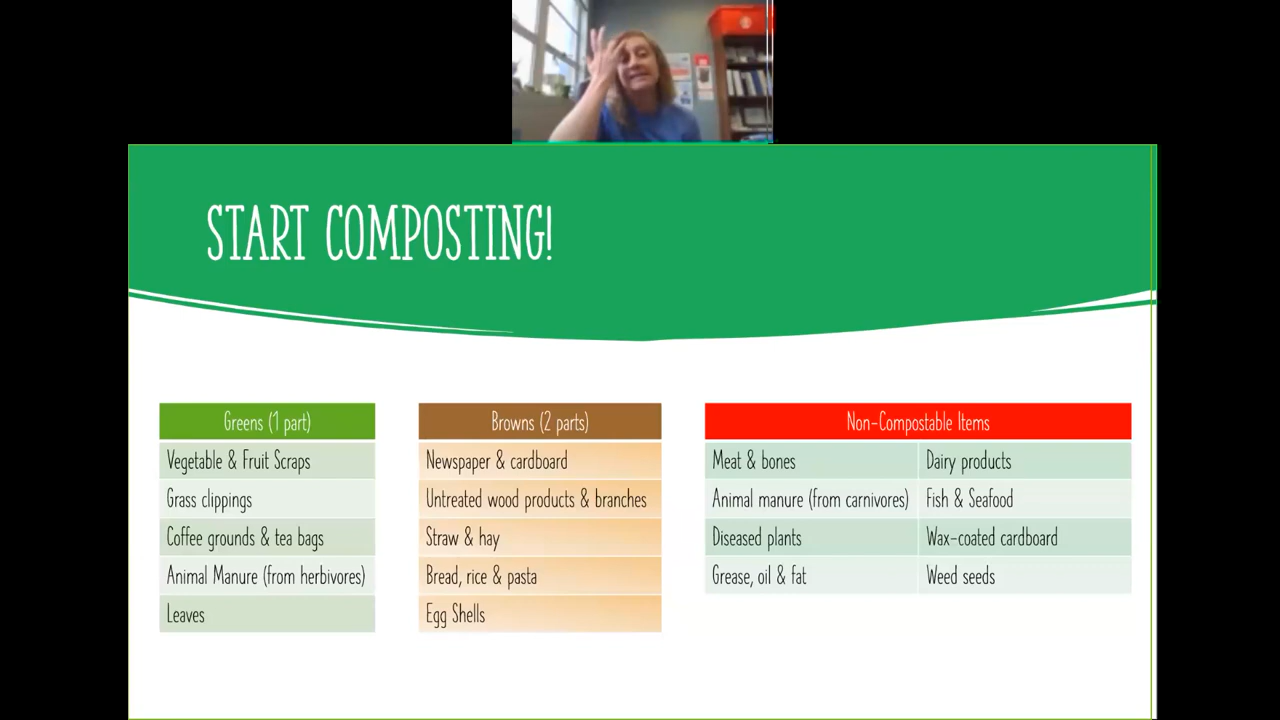 START COMPOSTING!
Greens (1 part)
Vegetable & Fruit Scraps
Grass clippings
Coffee grounds & tea bags
Animal Manure (from herbivores)
Leaves
Browns (2 parts)
Newspaper & cardboard
Untreated wood products & branches
Straw & hay
Bread, rice & pasta
Egg Shells
Non-Compostable Items
Meat & bones
Dairy products
Animal manure (from carnivores)
Fish & Seafood
Diseased plants
Wax-coated cardboard
Grease, oil & fat
Weed seeds